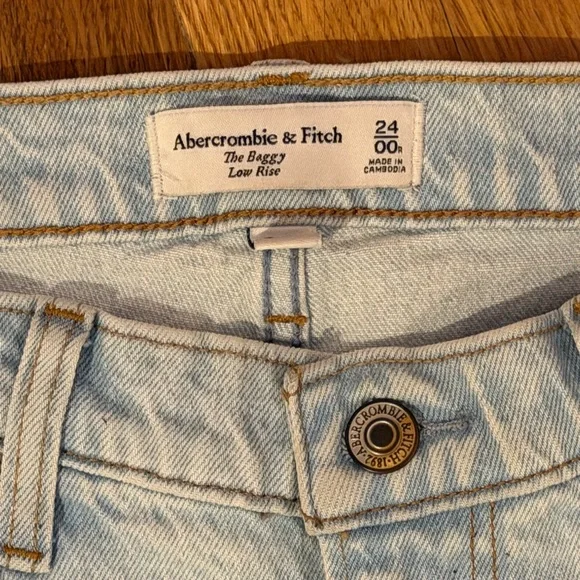 Abercrombie & Fitch
The Baggy
Low Rise
24
00R
MADE IN
CAMBODIA
ABERCROMBIE & FITCH · 1892 ·